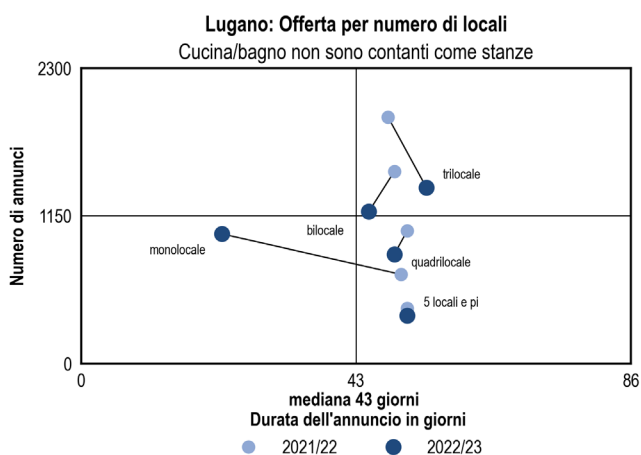 Lugano: Offerta per numero di locali
Cucina/bagno non sono contanti come stanze
2300
Numero di annunci
trilocale
1150
bilocale
monolocale
quadrilocale
5 locali e pi
0
0 43 86
mediana 43 giorni
Durata dell'annuncio in giorni
2021/22 2022/23